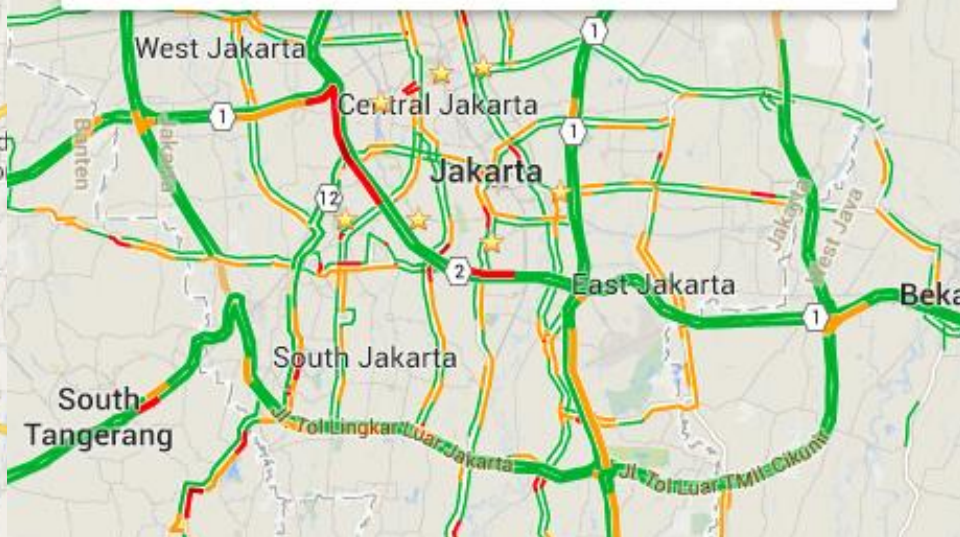 1
West Jakarta
Central Jakarta
1
1
Banten
Jakarta
Jakarta
12
Jakarta
West Java
2
East Jakarta
Beka
1
South Jakarta
South
Tangerang
Jl. Tol Lingkar Luar Jakarta
Jl. Tol Luar TMII Cikunir